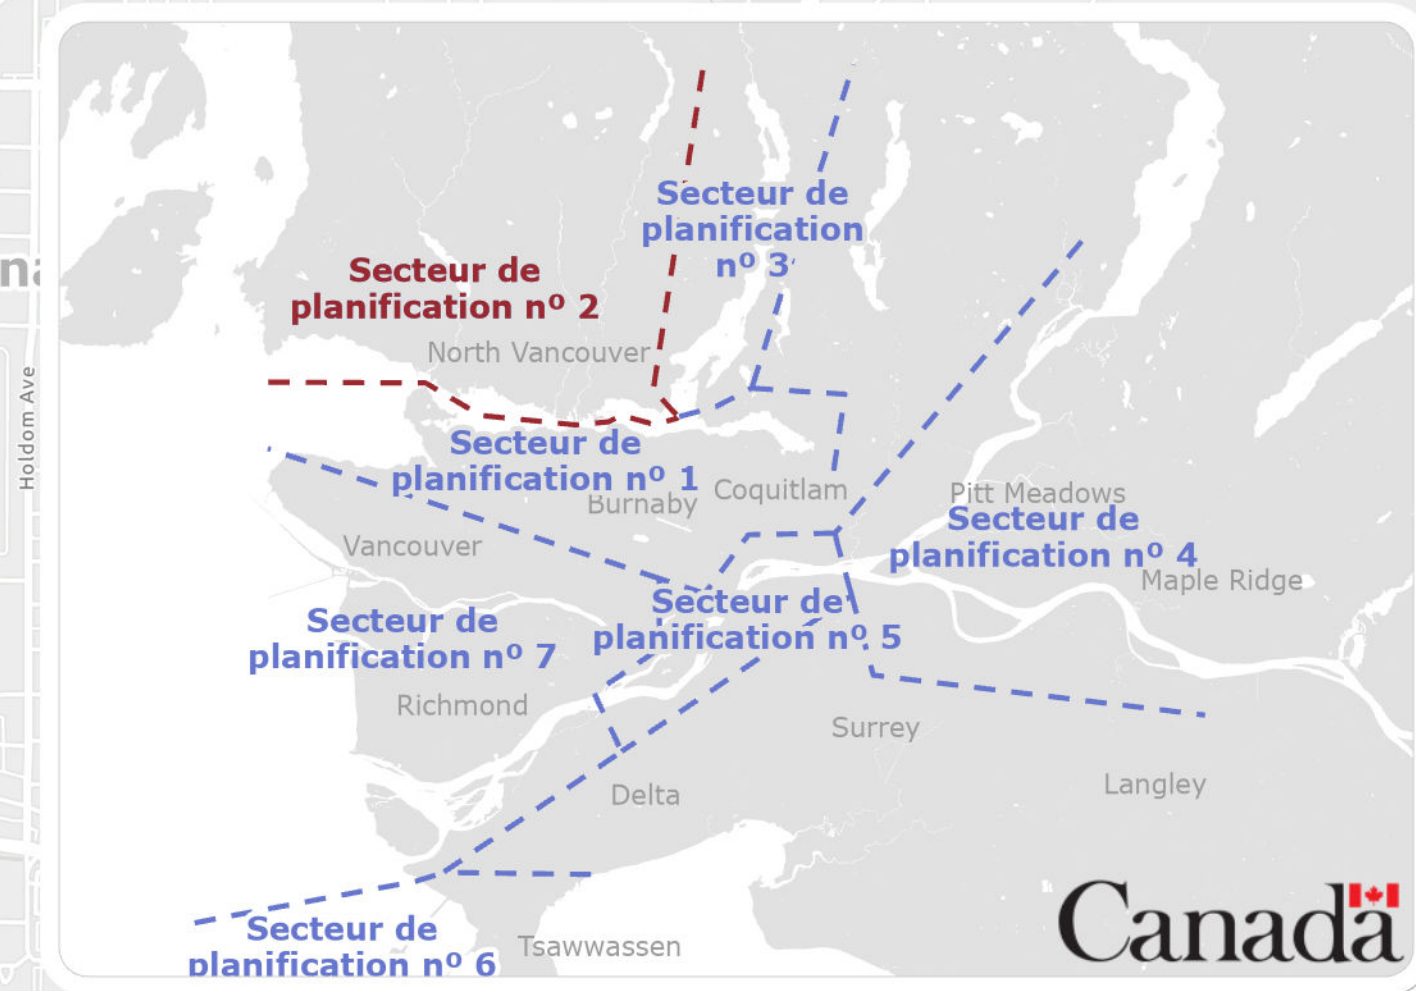 Secteur de
planification
nº 3
Secteur de
planification nº 2
North Vancouver
Holdom Ave
Secteur de
planification nº 1
Burnaby
Coquitlam
Pitt Meadows
Secteur de
planification nº 4
Vancouver
Maple Ridge
Secteur de
planification nº 5
Secteur de
planification nº 7
Richmond
Surrey
Delta
Langley
Secteur de
planification nº 6
Tsawwassen
Canada